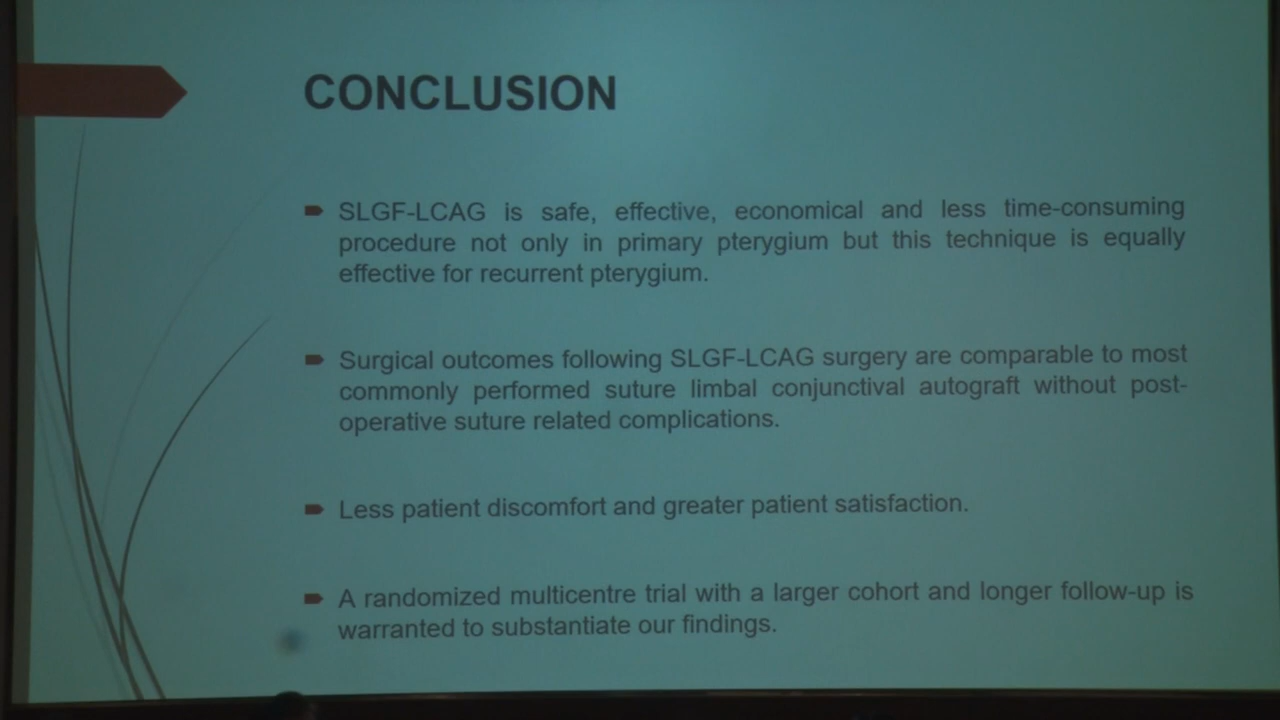 CONCLUSION
SLGF-LCAG is safe, effective, economical and less time-consuming
procedure not only in primary pterygium but this technique is equally
effective for recurrent pterygium.
Surgical outcomes following SLGF-LCAG surgery are comparable to most
commonly performed suture limbal conjunctival autograft without post-
operative suture related complications.
Less patient discomfort and greater patient satisfaction.
A randomized multicentre trial with a larger cohort and longer follow-up is
warranted to substantiate our findings.